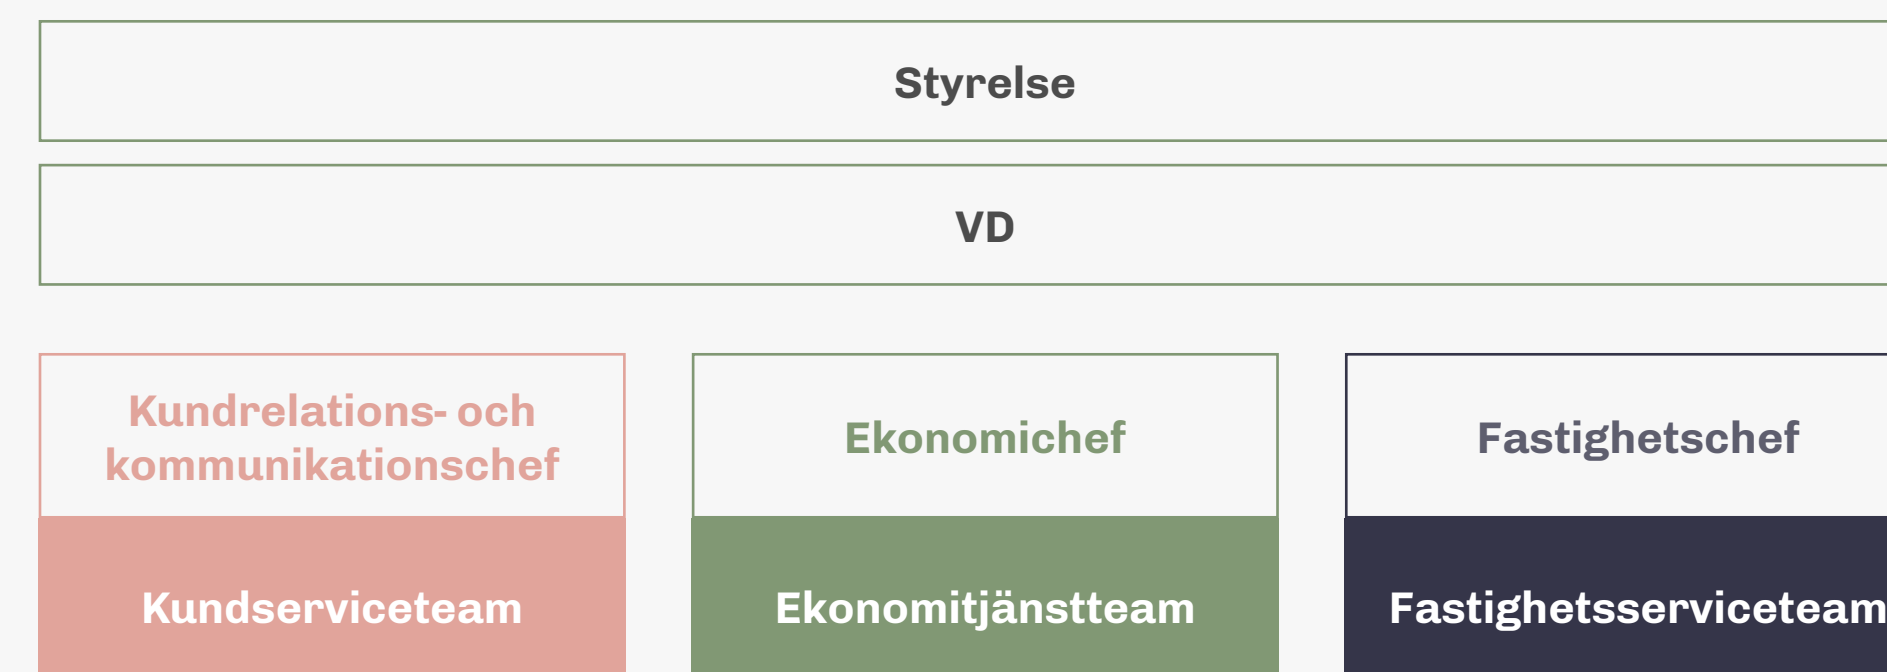 Styrelse
VD
Kundrelations- och
kommunikationschef
Ekonomichef
Fastighetschef
Kundserviceteam
Ekonomitjänstteam
Fastighetsserviceteam